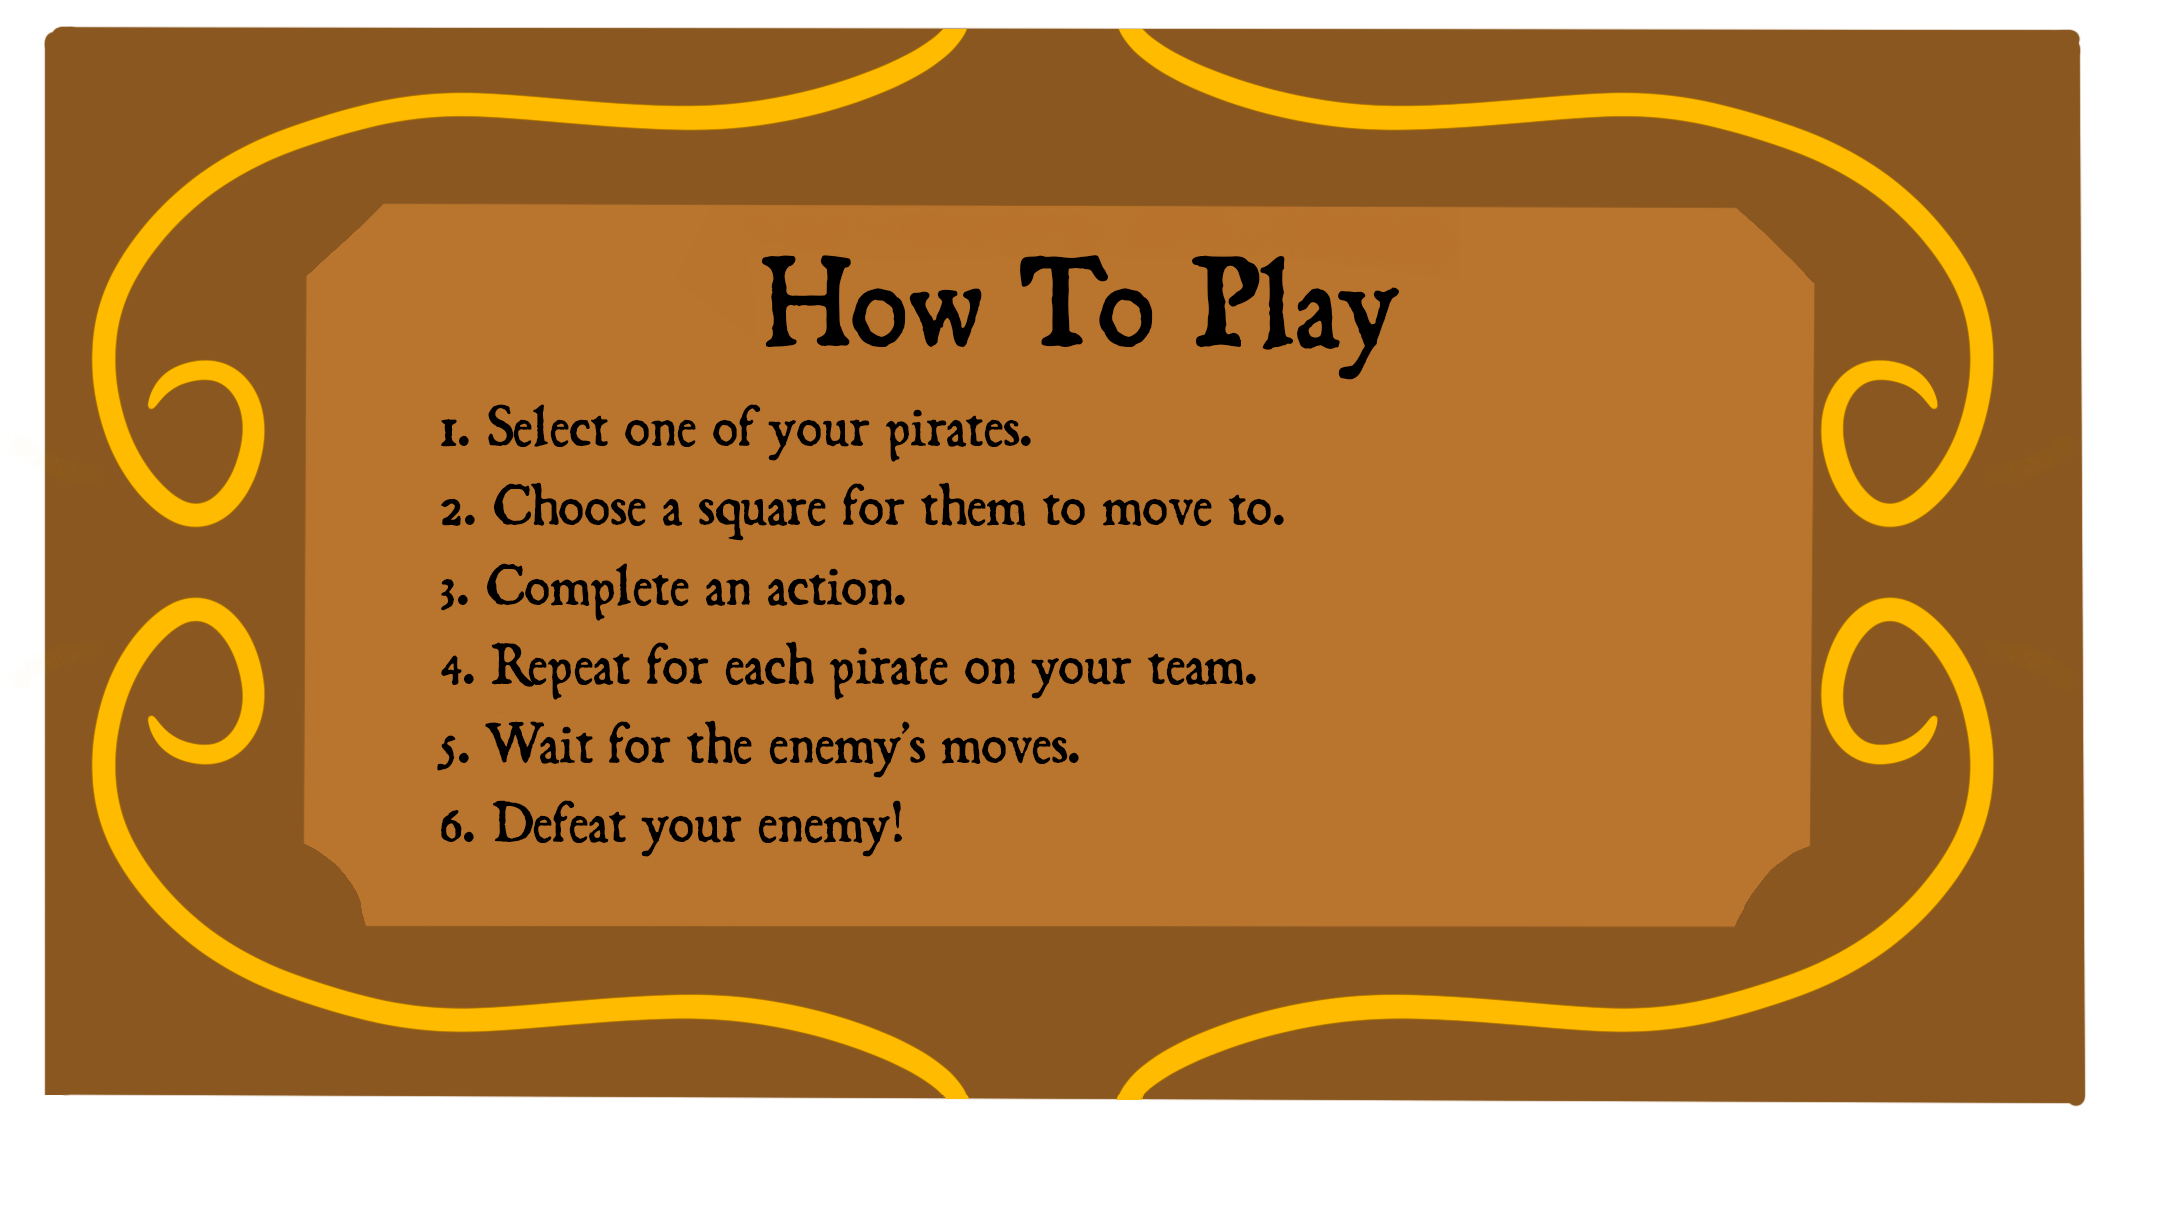 How To Play
1. Select one of your pirates.
2. Choose a square for them to move to.
3. Complete an action.
4. Repeat for each pirate on your team.
5. Wait for the enemy's moves.
6. Defeat your enemy!